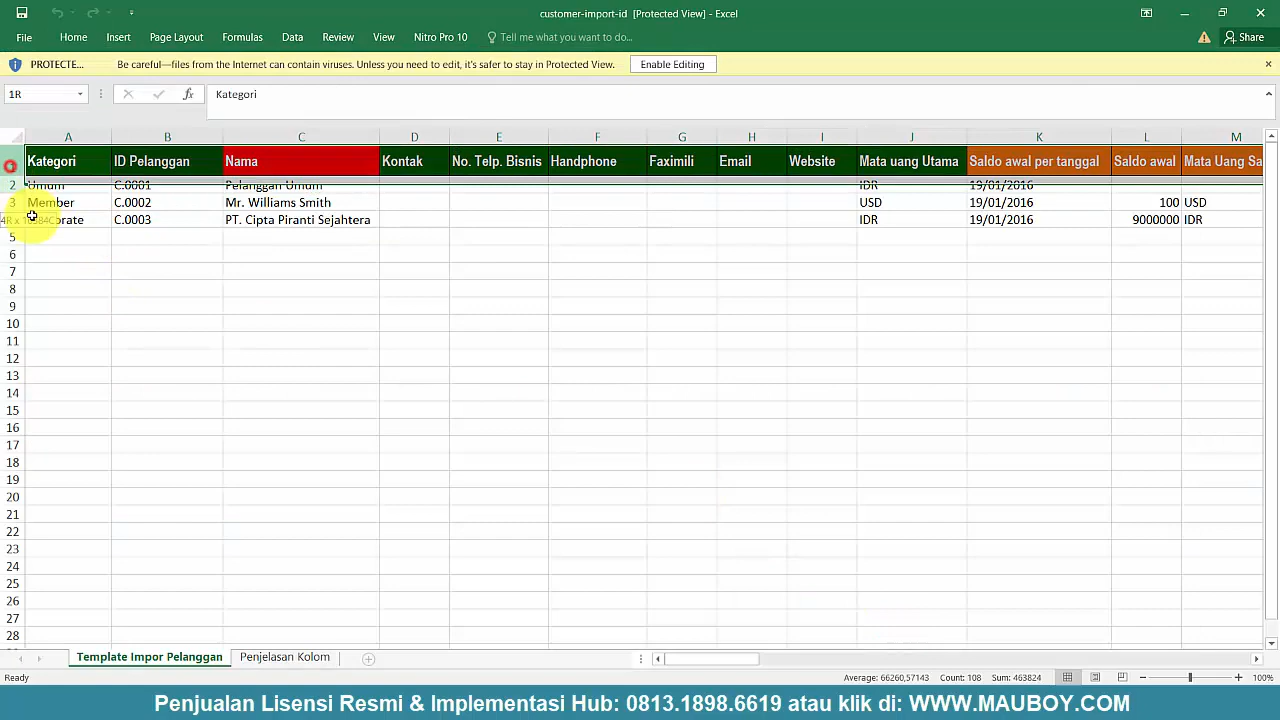 customer-import-id [Protected View] - Excel
File Home Insert Page Layout Formulas Data Review View Nitro Pro 10 Tell me what you want to do... Share
PROTECTE... Be careful—files from the Internet can contain viruses. Unless you need to edit, it's safer to stay in Protected View. Enable Editing
1R fx Kategori
A B C D E F G H I J K L M
1 Kategori ID Pelanggan Nama Kontak No. Telp. Bisnis Handphone Faximili Email Website Mata uang Utama Saldo awal per tanggal Saldo awal Mata Uang Sa
2 Umum C.0001 Pelanggan Umum IDR 19/01/2016
3 Member C.0002 Mr. Williams Smith USD 19/01/2016 100 USD
orate C.0003 PT. Cipta Piranti Sejahtera IDR 19/01/2016 9000000 IDR
5
6
7
8
9
10
11
12
13
14
15
16
17
18
19
20
21
22
23
24
25
26
27
28
Template Impor Pelanggan Penjelasan Kolom
Ready Average: 66260,57143 Count: 108 Sum: 463824 100%
Penjualan Lisensi Resmi & Implementasi Hub: 0813.1898.6619 atau klik di: WWW.MAUBOY.COM